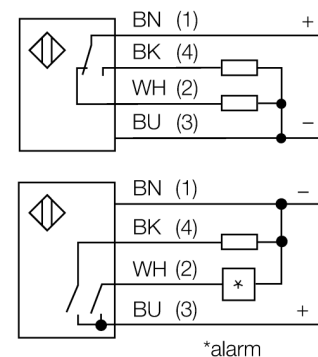 BN (1) +
BK (4)
WH (2)
BU (3) −
BN (1) −
BK (4)
WH (2)
*
BU (3) +
*alarm